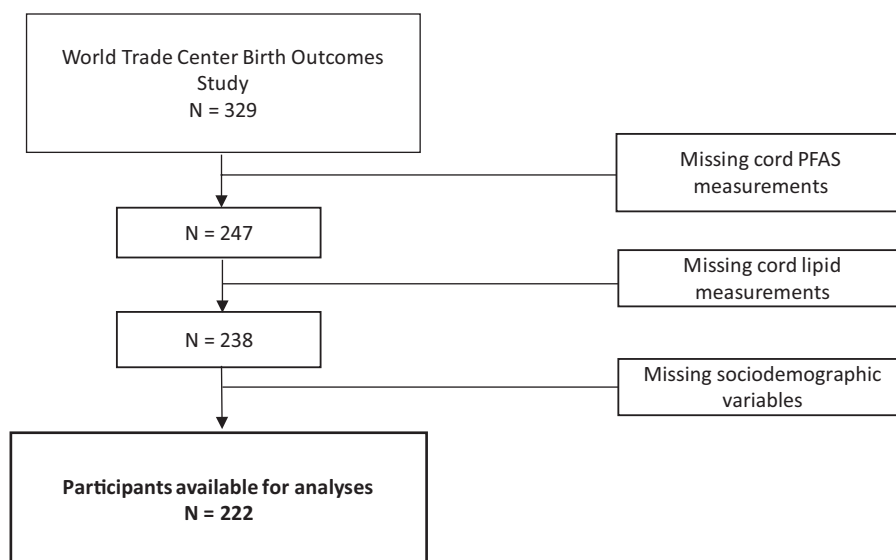 World Trade Center Birth Outcomes
Study
N = 329
Missing cord PFAS
measurements
N = 247
Missing cord lipid
measurements
N = 238
Missing sociodemographic
variables
Participants available for analyses
N = 222